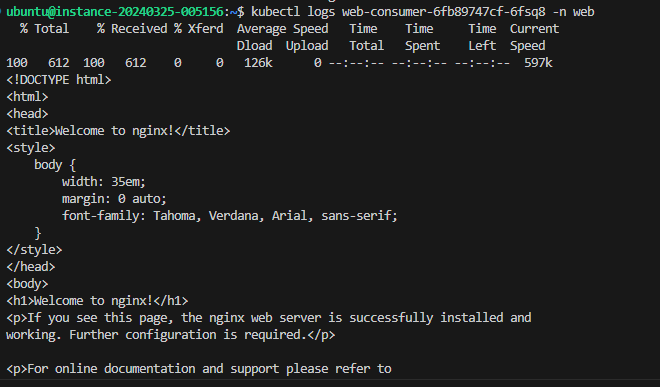 ubuntu@instance-20240325-005156:~$ kubectl logs web-consumer-6fb89747cf-6fsq8 -n web
  % Total    % Received % Xferd  Average Speed   Time    Time     Time  Current
                                 Dload  Upload   Total   Spent    Left  Speed
100   612  100   612    0     0   126k      0 --:--:-- --:--:-- --:--:--  597k
<!DOCTYPE html>
<html>
<head>
<title>Welcome to nginx!</title>
<style>
    body {
        width: 35em;
        margin: 0 auto;
        font-family: Tahoma, Verdana, Arial, sans-serif;
    }
</style>
</head>
<body>
<h1>Welcome to nginx!</h1>
<p>If you see this page, the nginx web server is successfully installed and
working. Further configuration is required.</p>

<p>For online documentation and support please refer to